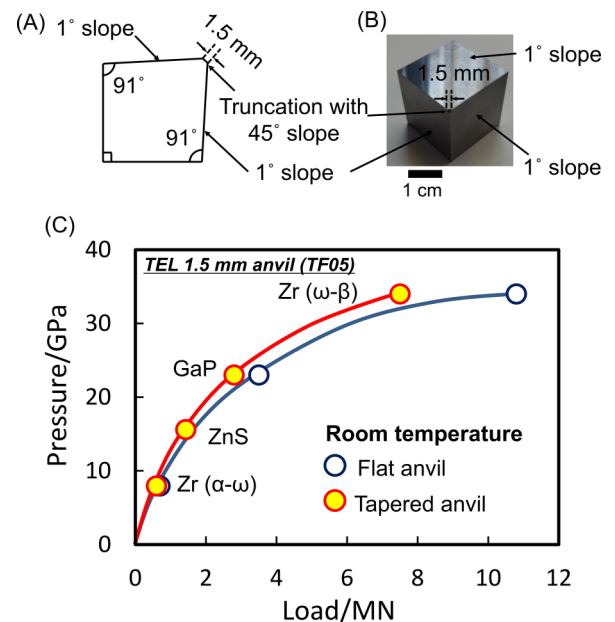 (A)
1° slope
1.5 mm
91°
Truncation with
45° slope
91°
1° slope
(B)
1° slope
1.5 mm
1° slope
1 cm
(C)
Pressure/GPa
40
30
20
10
0
TEL 1.5 mm anvil (TF05)
Zr (ω-β)
GaP
ZnS
Zr (α-ω)
Room temperature
Flat anvil
Tapered anvil
0 2 4 6 8 10 12
Load/MN